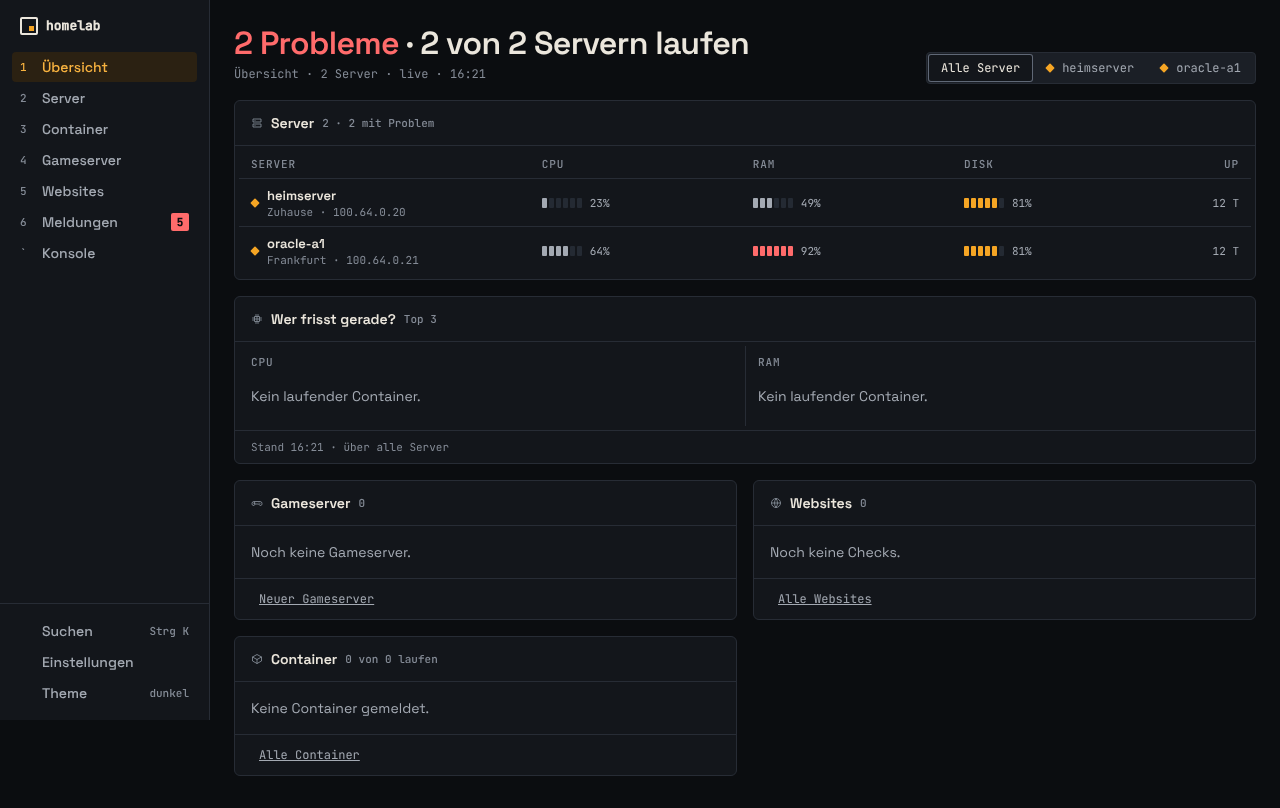 homelab
1 Übersicht
2 Server
3 Container
4 Gameserver
5 Websites
6 Meldungen 5
` Konsole
Suchen Strg K
Einstellungen
Theme dunkel
2 Probleme · 2 von 2 Servern laufen
Übersicht · 2 Server · live · 16:21
Alle Server heimserver oracle-a1
Server 2 · 2 mit Problem
SERVER CPU RAM DISK UP
heimserver
Zuhause · 100.64.0.20
23% 49% 81% 12 T
oracle-a1
Frankfurt · 100.64.0.21
64% 92% 81% 12 T
Wer frisst gerade? Top 3
CPU
Kein laufender Container.
RAM
Kein laufender Container.
Stand 16:21 · über alle Server
Gameserver 0
Noch keine Gameserver.
Neuer Gameserver
Websites 0
Noch keine Checks.
Alle Websites
Container 0 von 0 laufen
Keine Container gemeldet.
Alle Container